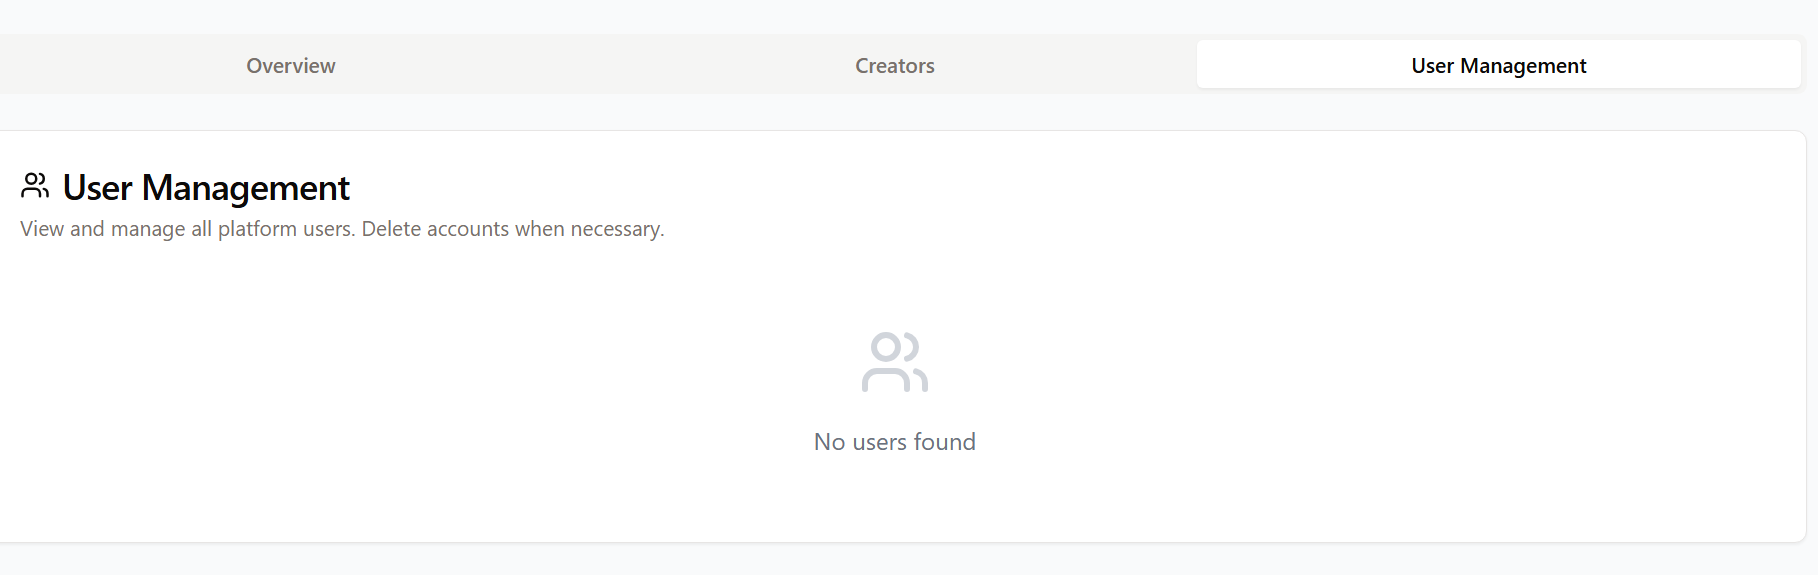 Overview
Creators
User Management
User Management
View and manage all platform users. Delete accounts when necessary.
No users found